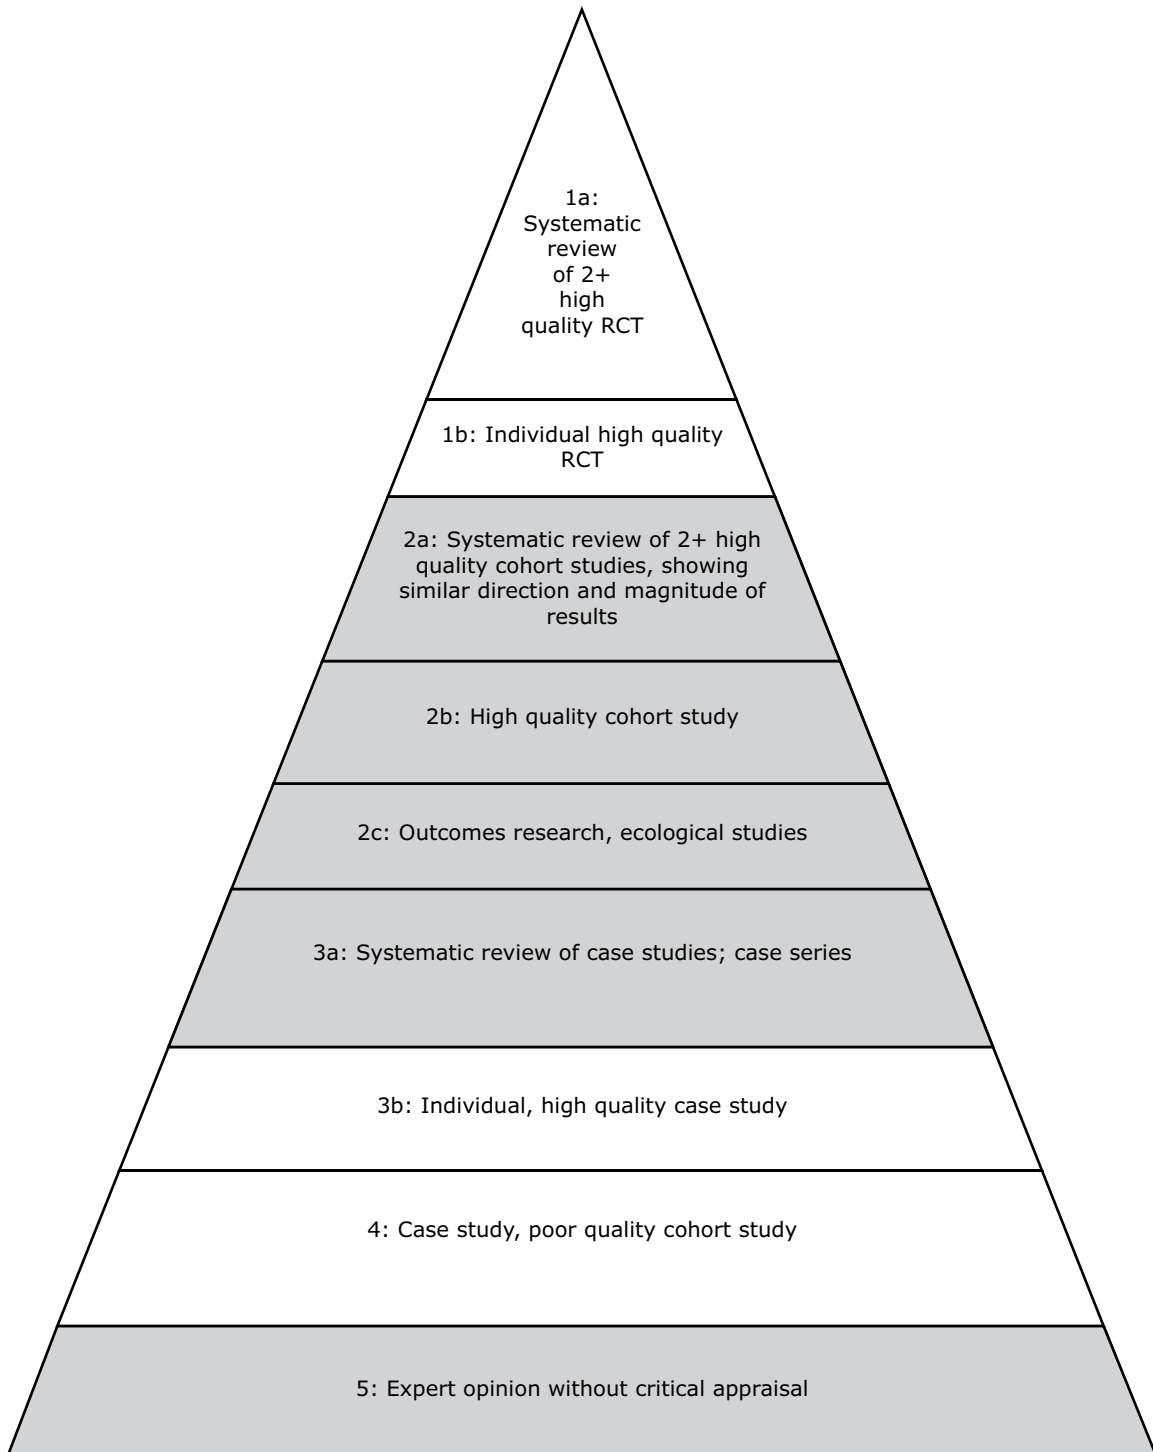 1a:
Systematic
review
of 2+
high
quality RCT
1b: Individual high quality
RCT
2a: Systematic review of 2+ high
quality cohort studies, showing
similar direction and magnitude of
results
2b: High quality cohort study
2c: Outcomes research, ecological studies
3a: Systematic review of case studies; case series
3b: Individual, high quality case study
4: Case study, poor quality cohort study
5: Expert opinion without critical appraisal